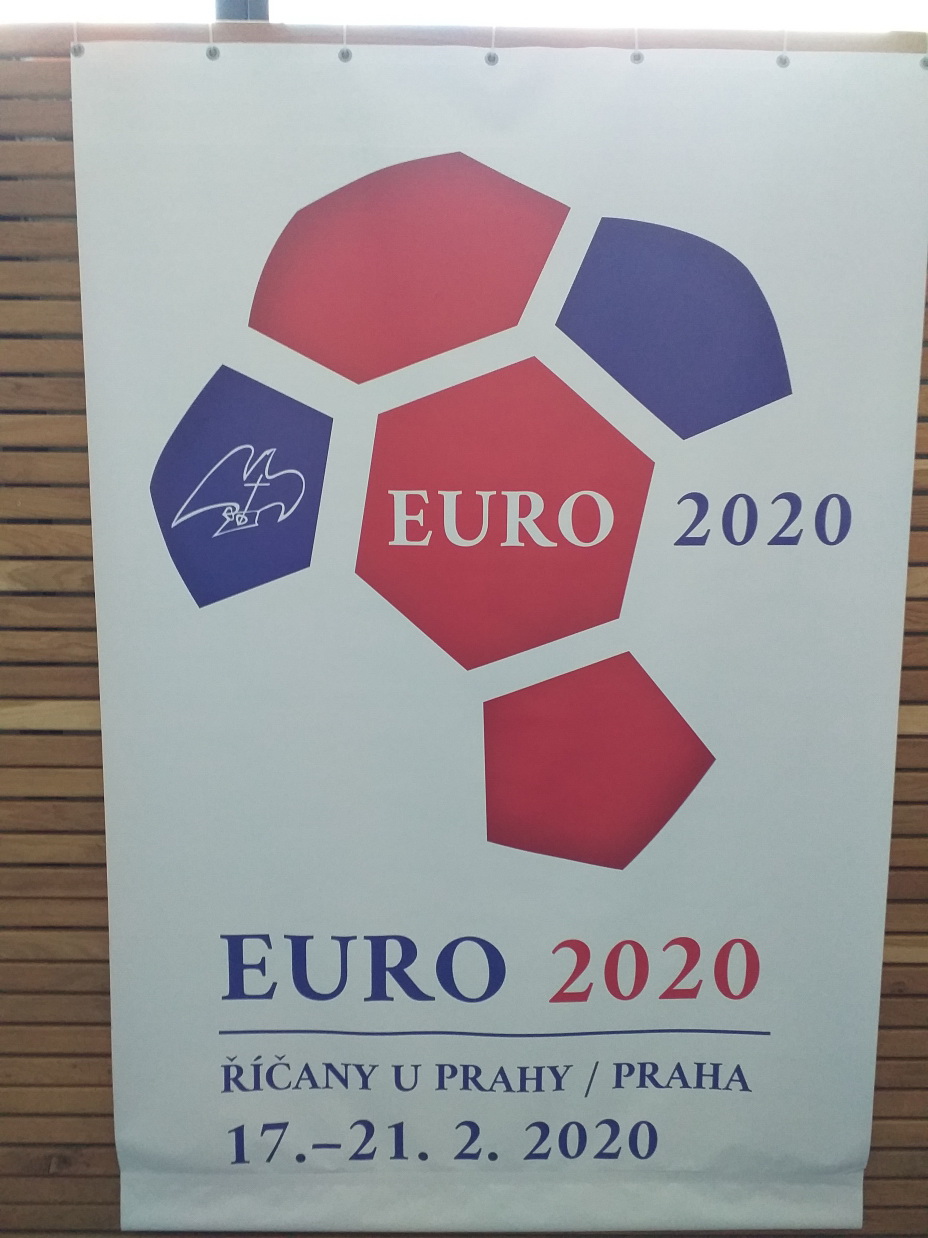 EURO 2020
EURO 2020
ŘÍČANY U PRAHY / PRAHA
17.–21. 2. 2020